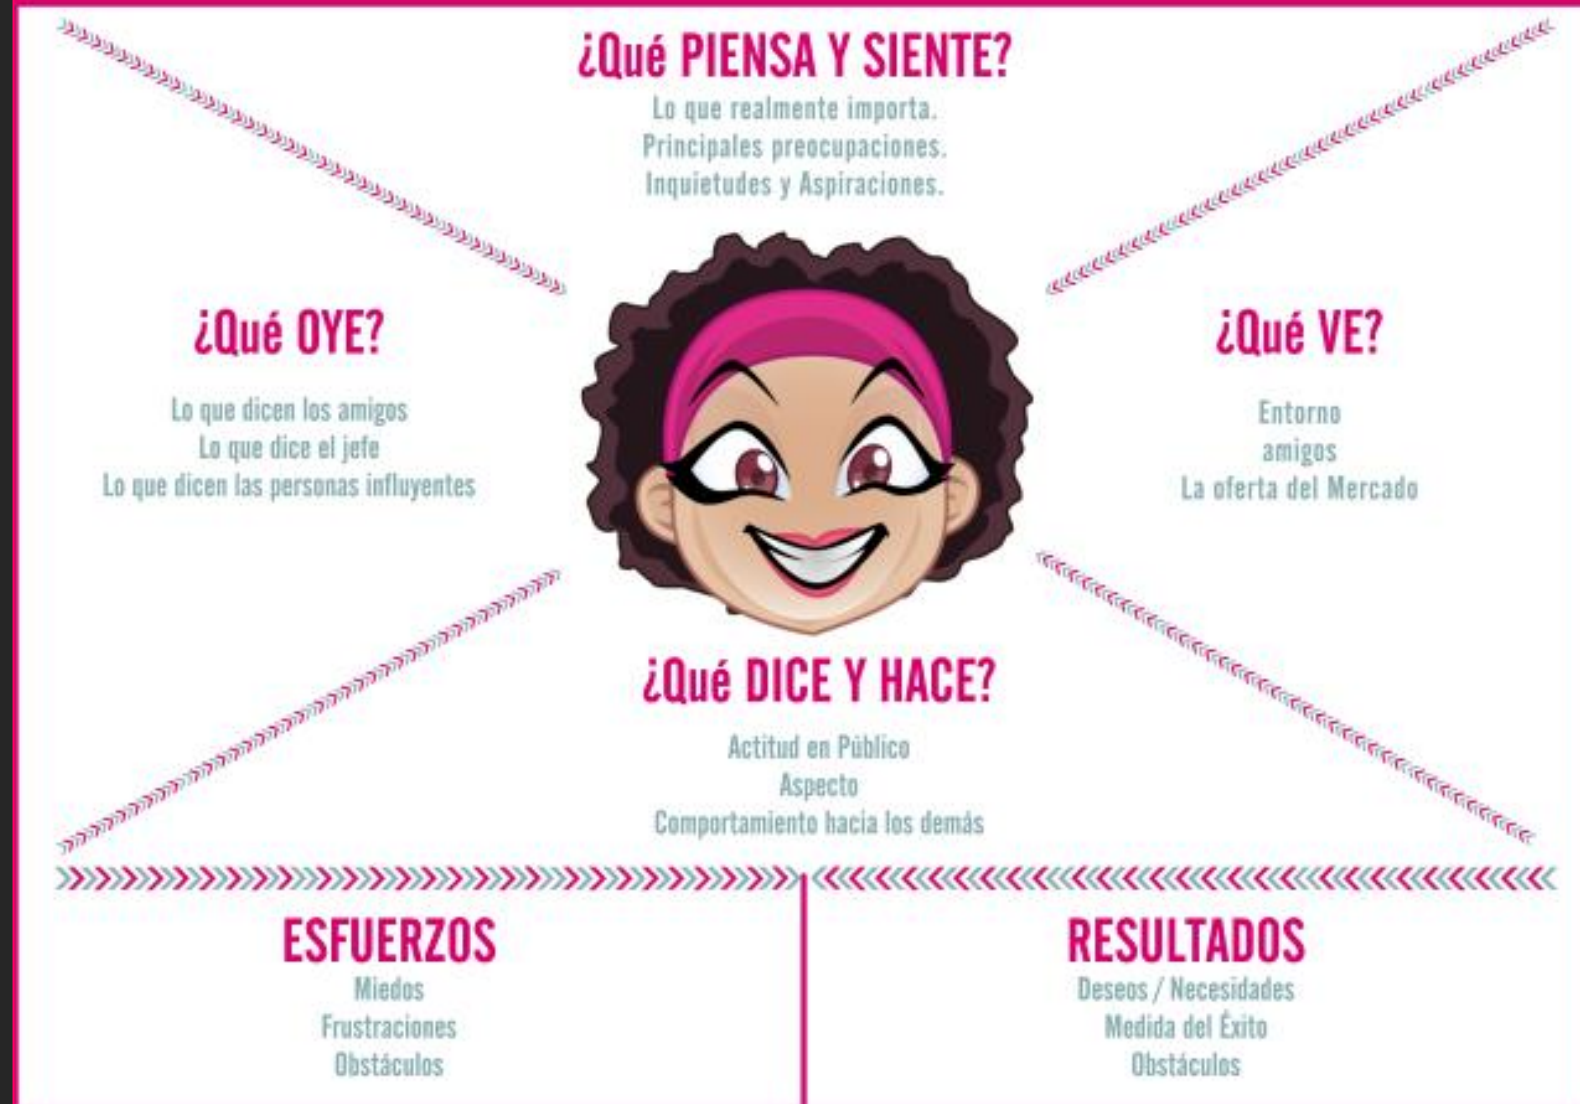 ¿Qué PIENSA Y SIENTE?
Lo que realmente importa.
Principales preocupaciones.
Inquietudes y Aspiraciones.
¿Qué OYE?
Lo que dicen los amigos
Lo que dice el jefe
Lo que dicen las personas influyentes
¿Qué VE?
Entorno
amigos
La oferta del Mercado
¿Qué DICE Y HACE?
Actitud en Público
Aspecto
Comportamiento hacia los demás
ESFUERZOS
Miedos
Frustraciones
Obstáculos
RESULTADOS
Deseos / Necesidades
Medida del Éxito
Obstáculos